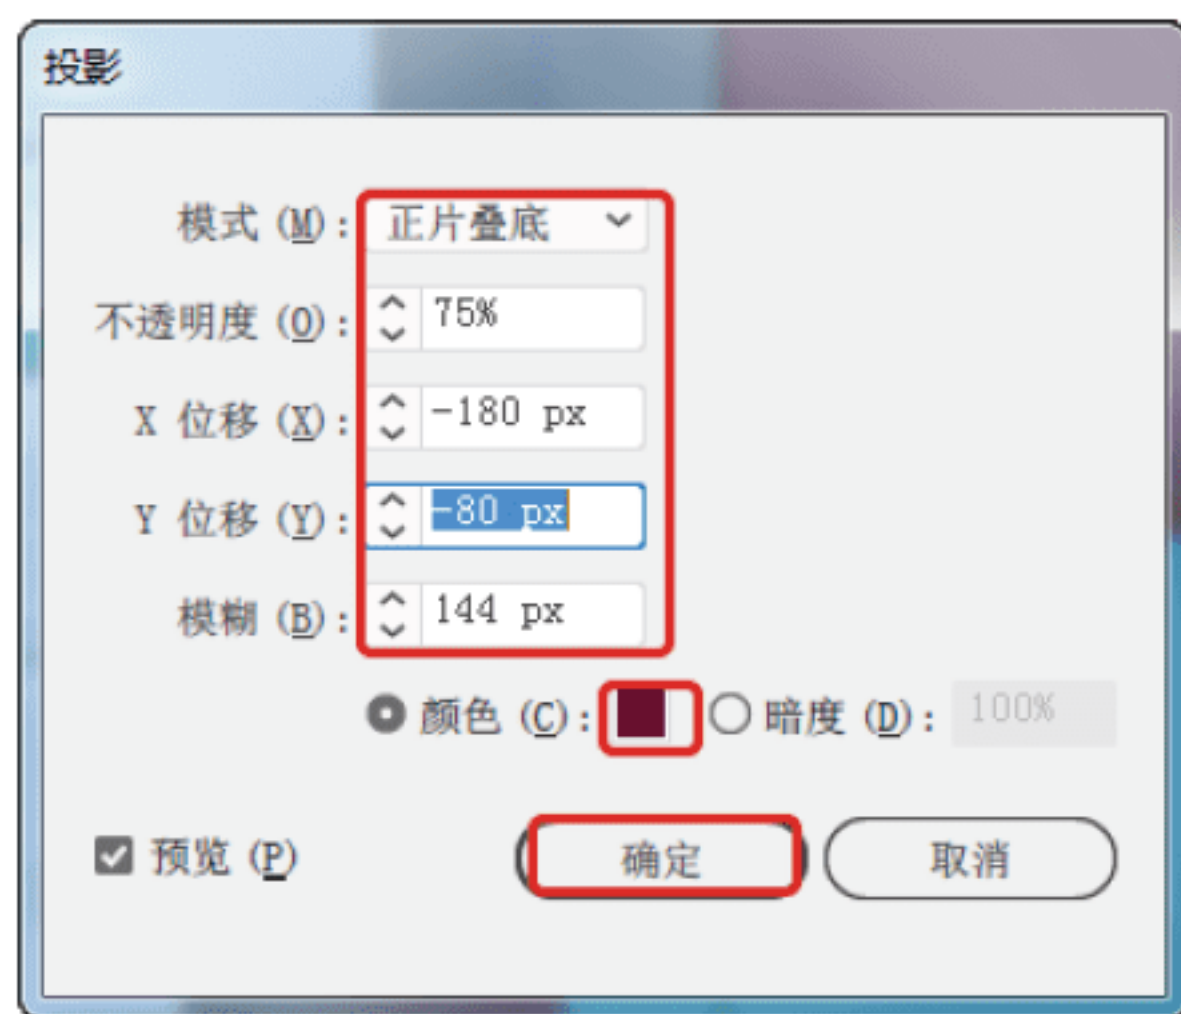 投影
模式 (M): 正片叠底
不透明度 (O): 75%
X 位移 (X): -180 px
Y 位移 (Y): -80 px
模糊 (B): 144 px
颜色 (C): 暗度 (D): 100%
预览 (P) 确定 取消